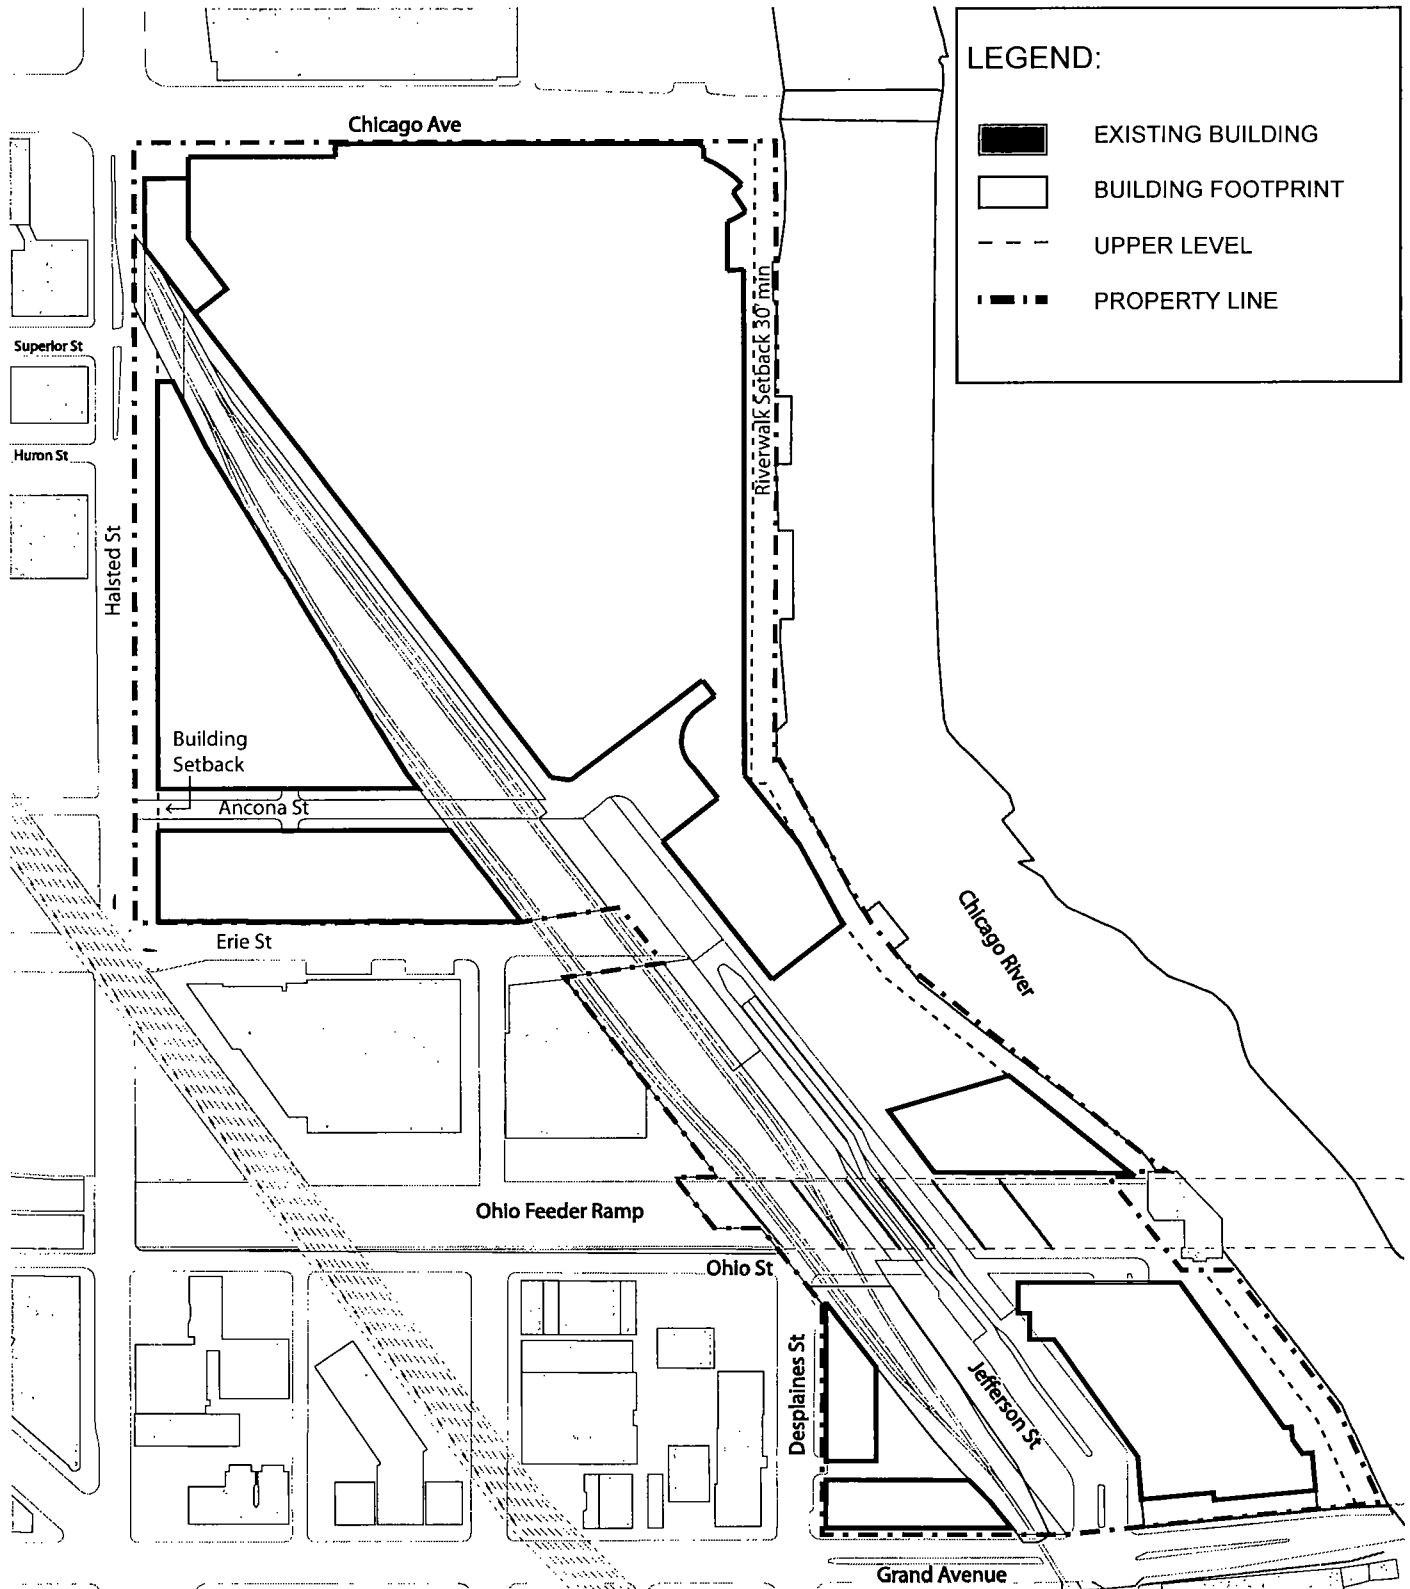 LEGEND:
EXISTING BUILDING
BUILDING FOOTPRINT
UPPER LEVEL
PROPERTY LINE
Chicago Ave
Riverwalk Setback 30' min
Superior St
Huron St
Halsted St
Building
Setback
Ancona St
Erie St
Chicago River
Ohio Feeder Ramp
Ohio St
Desplaines St
Jefferson St
Grand Avenue